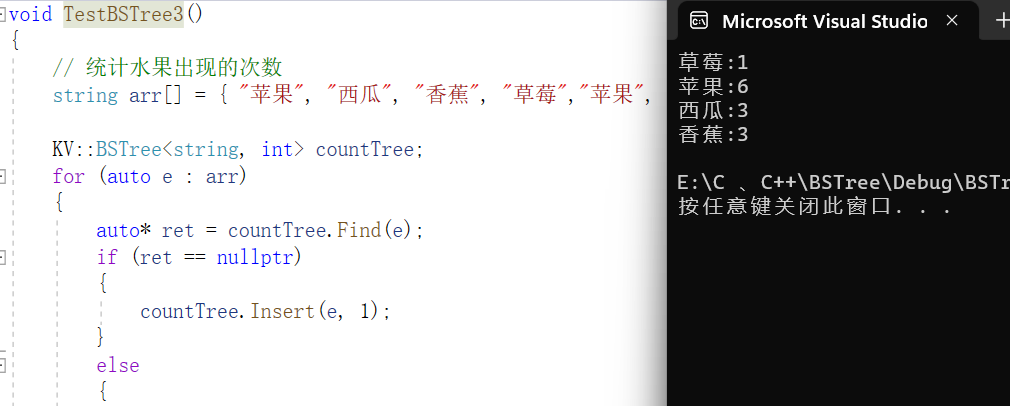 void TestBSTree3()
{
// 统计水果出现的次数
string arr[] = { "苹果", "西瓜", "香蕉", "草莓","苹果",
KV::BSTree<string, int> countTree;
for (auto e : arr)
{
auto* ret = countTree.Find(e);
if (ret == nullptr)
{
countTree.Insert(e, 1);
}
else
{
Microsoft Visual Studio
草莓:1
苹果:6
西瓜:3
香蕉:3
E:\C 、C++\BSTree\Debug\BSTr
按任意键关闭此窗口. . .